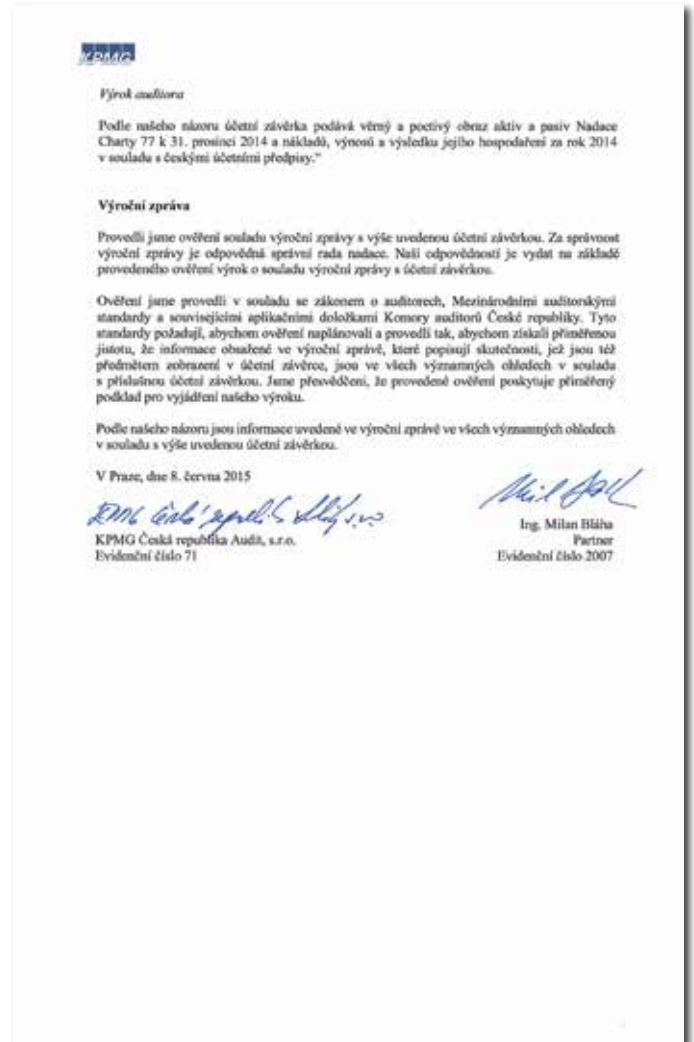 KPMG
Výrok auditora
Podle našeho názoru účetní závěrka podává věrný a poctivý obraz aktiv a pasiv Nadace
Charty 77 k 31. prosinci 2014 a nákladů, výnosů a výsledku jejího hospodaření za rok 2014
v souladu s českými účetními předpisy.“
Výroční zpráva
Provedli jsme ověření souladu výroční zprávy s výše uvedenou účetní závěrkou. Za správnost
výroční zprávy je odpovědná správní rada nadace. Naší odpovědností je vydat na základě
provedeného ověření výrok o souladu výroční zprávy s účetní závěrkou.
Ověření jsme provedli v souladu se zákonem o auditorech, Mezinárodními auditorskými
standardy a souvisejícími aplikačními doložkami Komory auditorů České republiky. Tyto
standardy požadují, abychom ověření naplánovali a provedli tak, abychom získali přiměřenou
jistotu, že informace obsažené ve výroční zprávě, které popisují skutečnosti, jež jsou též
předmětem zobrazení v účetní závěrce, jsou ve všech významných ohledech v souladu
s příslušnou účetní závěrkou. Jsme přesvědčeni, že provedené ověření poskytuje přiměřený
podklad pro vyjádření našeho výroku.
Podle našeho názoru jsou informace uvedené ve výroční zprávě ve všech významných ohledech
v souladu s výše uvedenou účetní závěrkou.
V Praze, dne 8. června 2015
KPMG Česká republika Audit, s.r.o.
KPMG Česká republika Audit, s.r.o.
Evidenční číslo 71
Ing. Milan Bláha
Partner
Evidenční číslo 2007